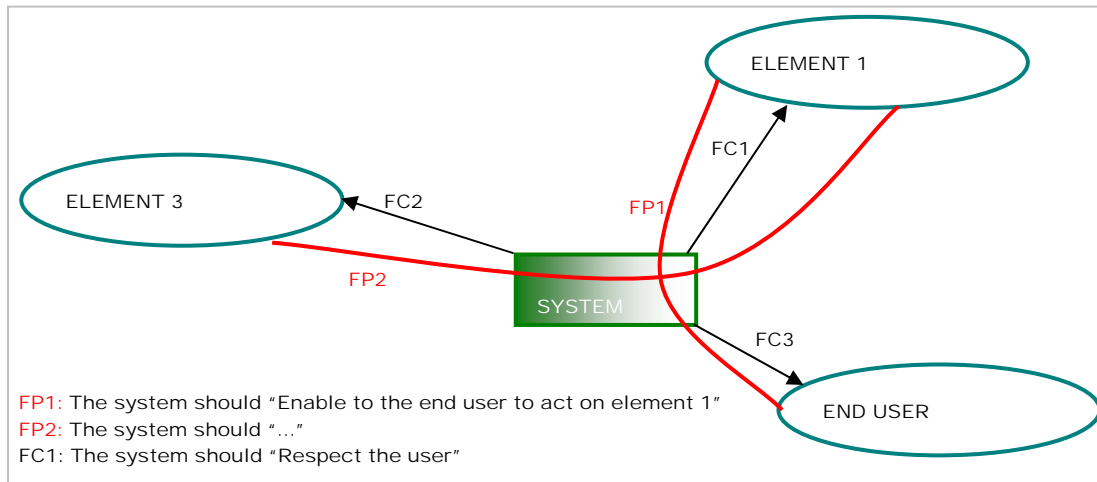 ELEMENT 1
FC1
ELEMENT 3
FC2
FP1
FP2
SYSTEM
FC3
FP1: The system should “Enable to the end user to act on element 1”
END USER
FP2: The system should “…”
FC1: The system should “Respect the user”